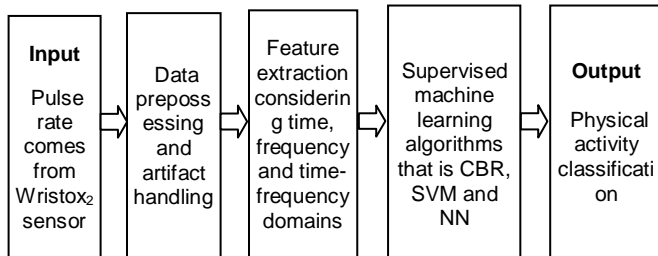 Input
Pulse
rate
comes
from
Wristox₂
sensor
Data
preposs
essing
and
artifact
handling
Feature
extraction
considerin
g time,
frequency
and time-
frequency
domains
Supervised
machine
learning
algorithms
that is CBR,
SVM and
NN
Output
Physical
activity
classificati
on